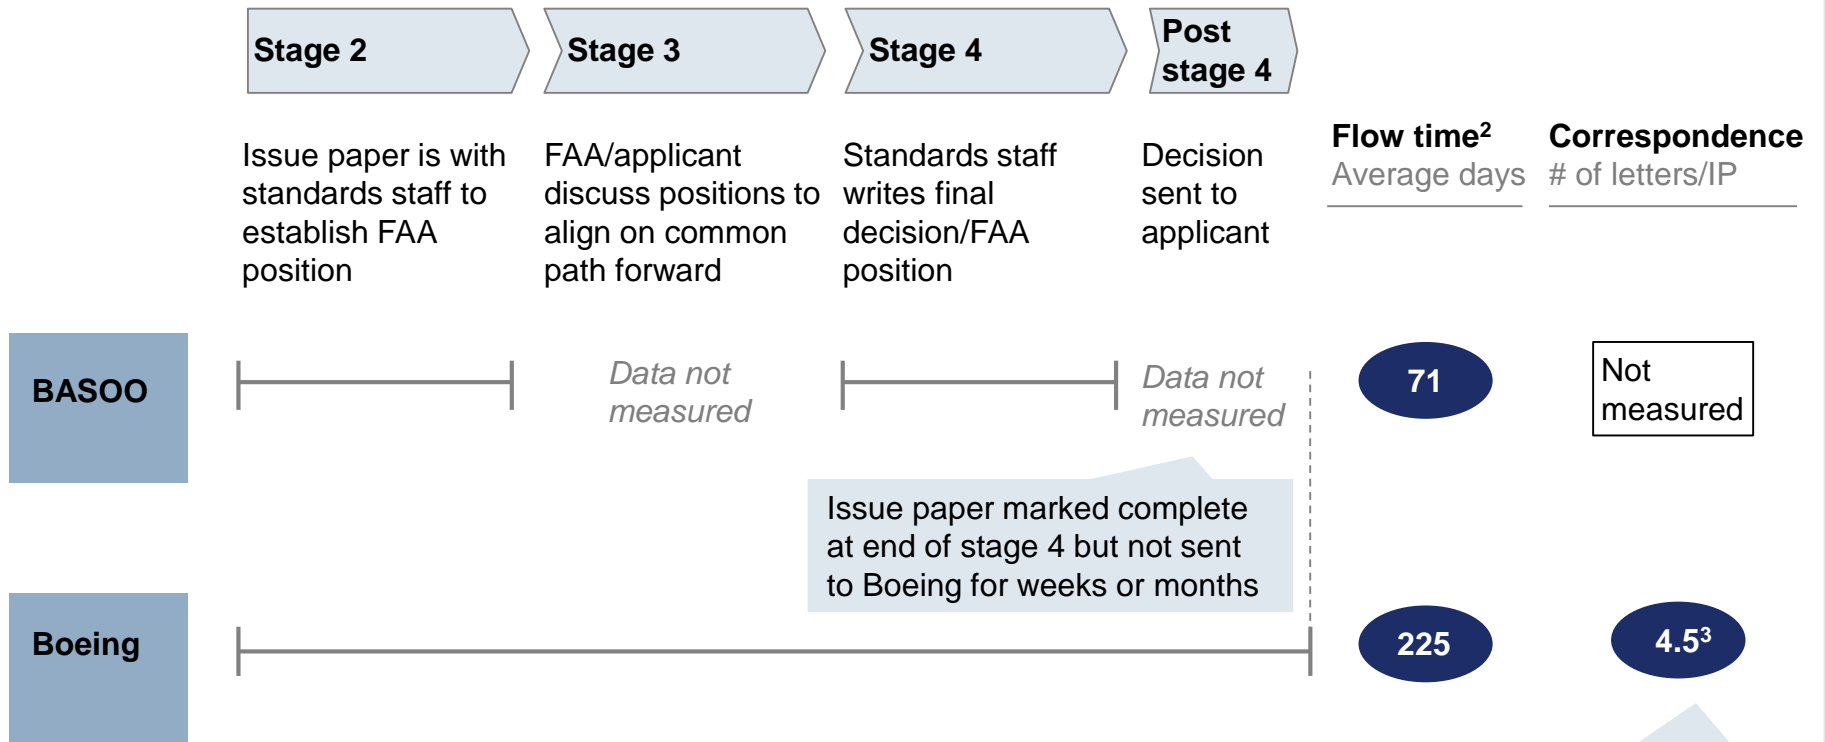 Stage 2
Stage 3
Stage 4
Post
stage 4
Issue paper is with
standards staff to
establish FAA
position
FAA/applicant
discuss positions to
align on common
path forward
Standards staff
writes final
decision/FAA
position
Decision
sent to
applicant
Flow time²
Average days
Correspondence
# of letters/IP
BASOO
Data not
measured
Data not
measured
71
Not
measured
Issue paper marked complete
at end of stage 4 but not sent
to Boeing for weeks or months
Boeing
225
4.5³